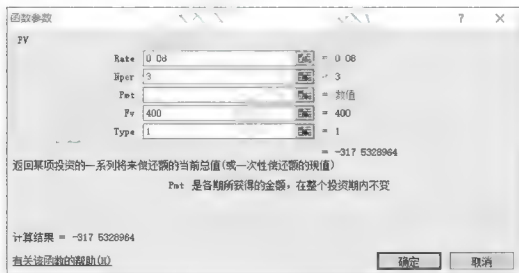 函数参数 ? ×
PV
Rate 0 08 = 0 08
Nper 3 = 3
Pmt = 数值
Fv 400 = 400
Type 1 = 1
= -317 5328964
返回某项投资的一系列将来偿还额的当前总值(或一次性偿还额的现值)
Pmt 是各期所获得的金额，在整个投资期内不变
计算结果 = -317 5328964
有关该函数的帮助(H)
确定 取消